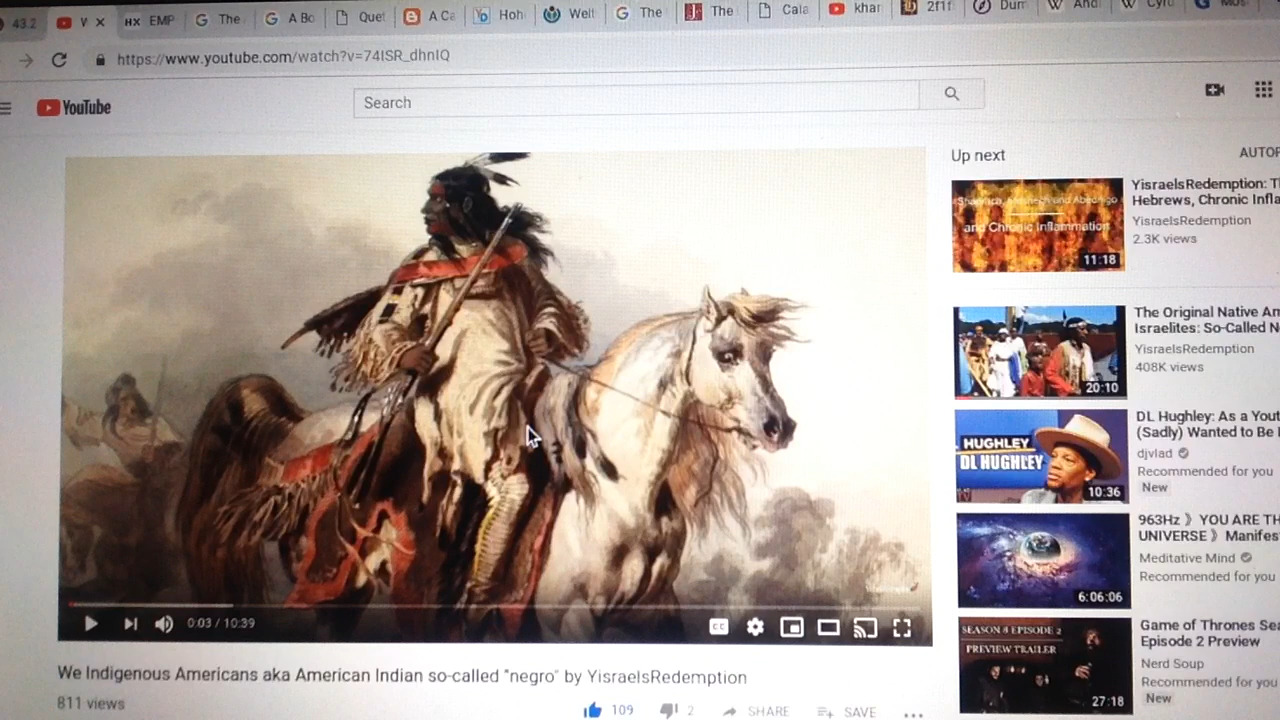 43.2 V × HX EMP G The G A Bo Quet A Ca Hoh Welt G The The Cala khar 2f1f Dum W And W Cyru G
https://www.youtube.com/watch?v=74ISR_dhnIQ
YouTube
Search
Up next
YisraelsRedemption: T
Hebrews, Chronic Infla
YisraelsRedemption
2.3K views
and Chronic Inflammation
11:18
The Original Native Am
Israelites: So-Called N
YisraelsRedemption
408K views
20:10
DL Hughley: As a Yout
(Sadly) Wanted to Be
djvlad
Recommended for you
New
HUGHLEY
DL HUGHLEY
10:36
963Hz 》 YOU ARE TH
UNIVERSE 》 Manifes
Meditative Mind
Recommended for you
6:06:06
Game of Thrones Sea
Episode 2 Preview
Nerd Soup
Recommended for you
New
SEASON 8 EPISODE 2
PREVIEW TRAILER
27:18
0:03 / 10:39
CC
We Indigenous Americans aka American Indian so-called "negro" by YisraelsRedemption
811 views
109 2 SHARE SAVE